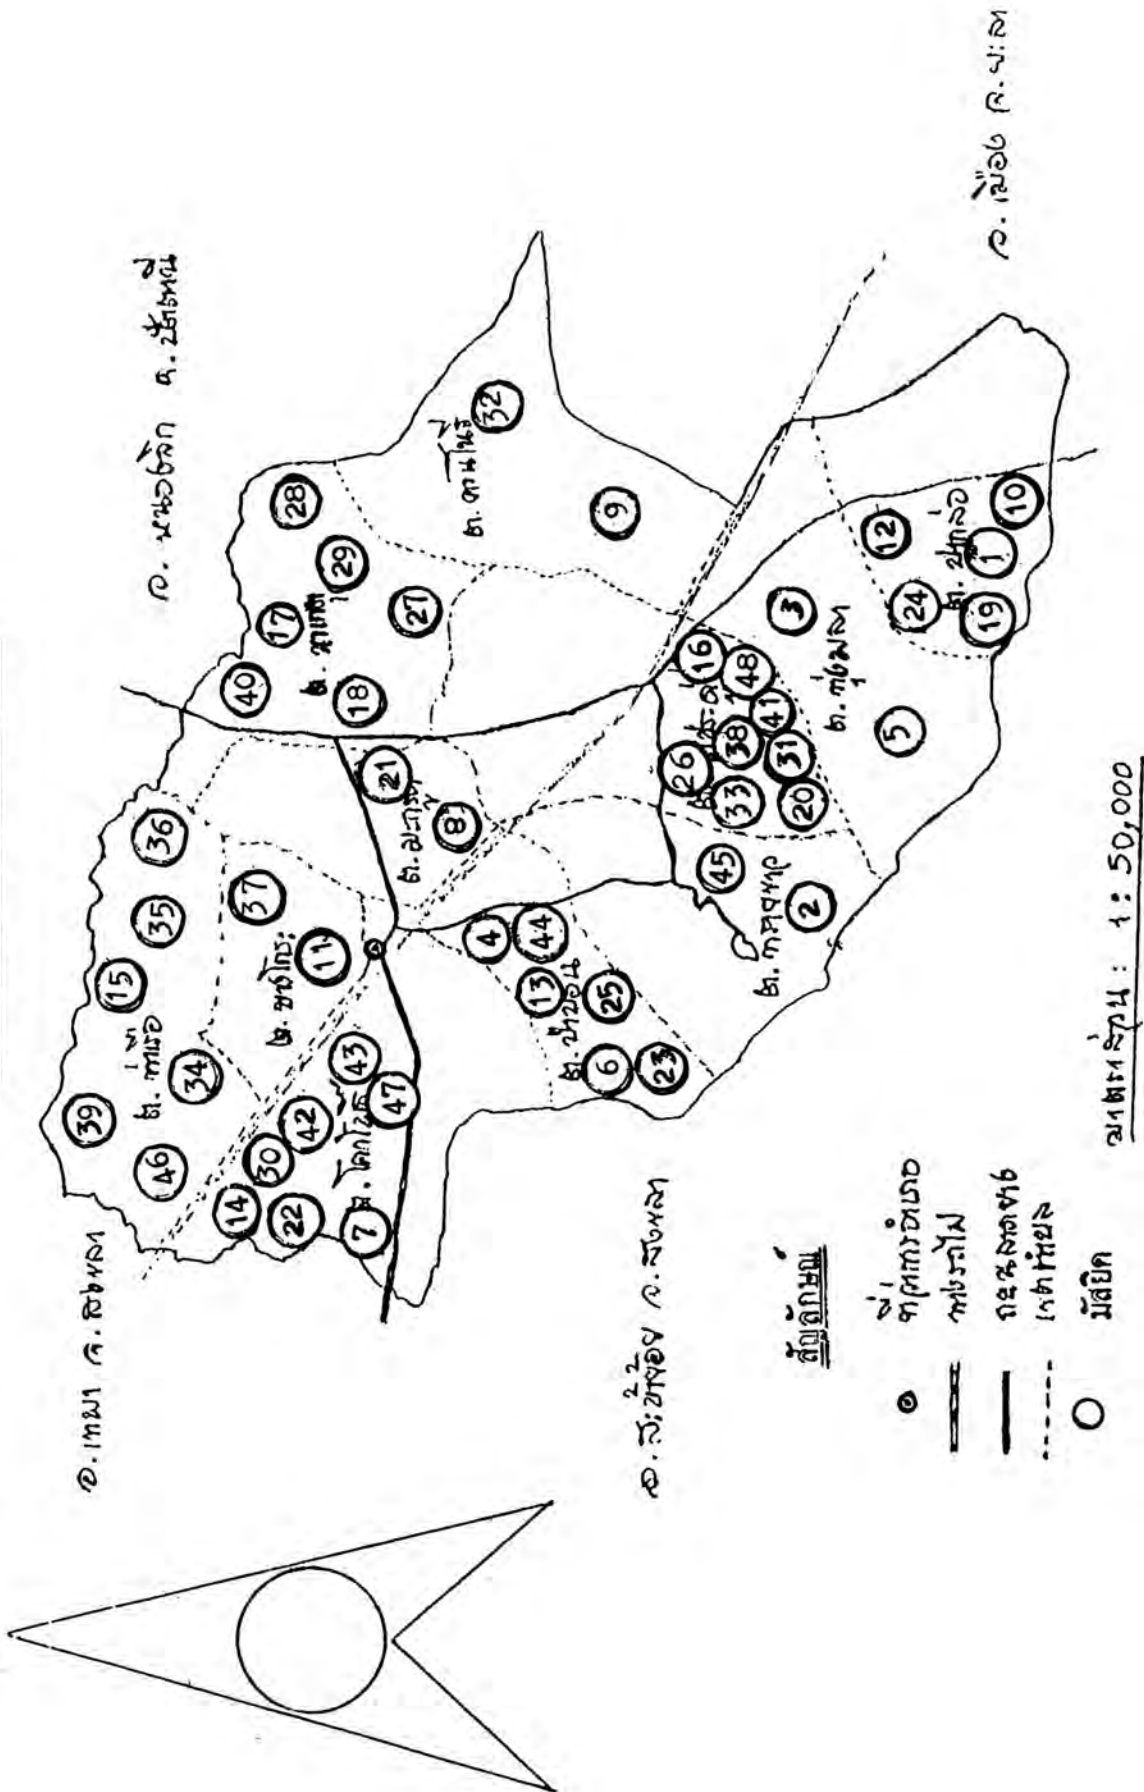 อ. เทพา จ. สงขลา
อ. หนองจิก จ. ปัตตานี
อ. เมือง จ. ยะลา
อ. สะบ้าย้อย จ. สงขลา
39
46
ต. ท่าเรือ
34
15
35
36
14
30
22
42
7
ต. โคกโพธิ์
43
47
11
37
40
17
28
ต. นาเกตุ
29
18
27
21
ต. มะกรูด
8
ต. ควนโนรี
32
9
4
44
13
ต. ป่าบอน
25
6
23
45
ต. ทรายขาว
2
26
33
38
16
48
41
31
20
3
ต. ทุ่งพลา
5
12
24
ต. ปากล่อ
1
10
19
สัญลักษณ์
ที่ว่าการอำเภอ
ทางรถไฟ
ถนนลาดยาง
เขตตำบล
มัสยิด
มาตราส่วน : 1 : 50,000